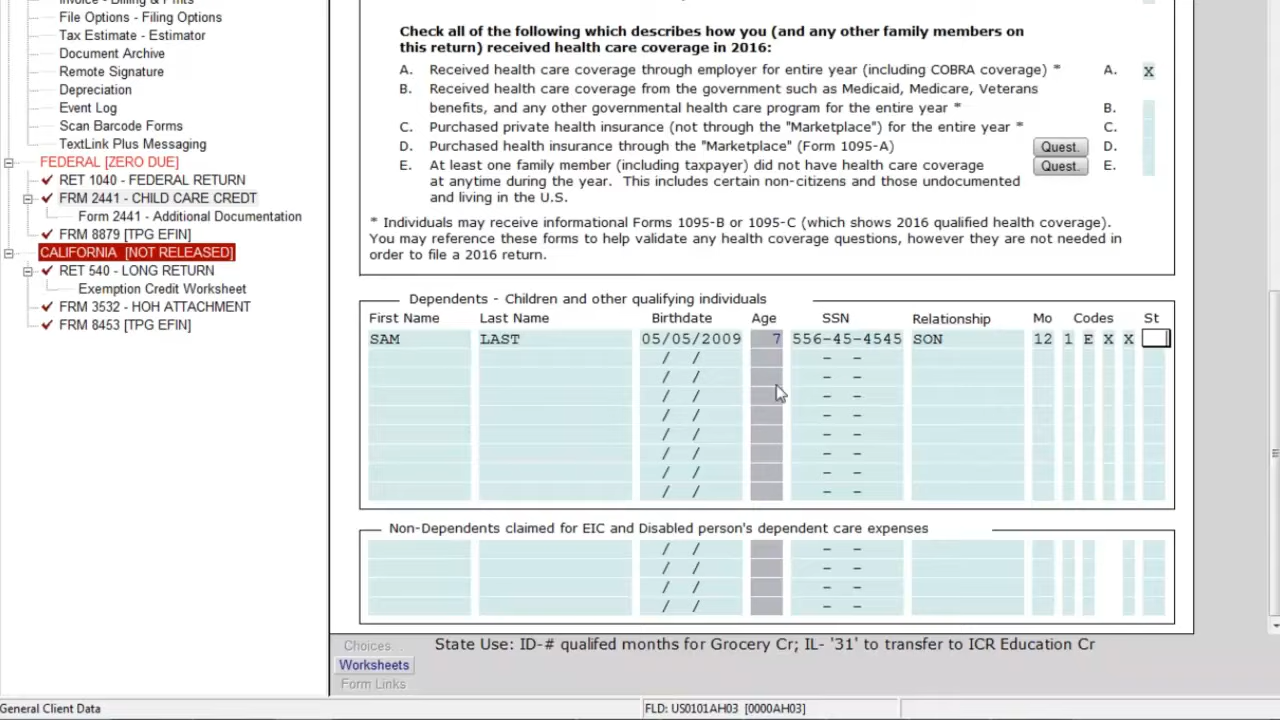 Invoice - Billing & Pmts
File Options - Filing Options
Tax Estimate - Estimator
Document Archive
Remote Signature
Depreciation
Event Log
Scan Barcode Forms
TextLink Plus Messaging
FEDERAL [ZERO DUE]
RET 1040 - FEDERAL RETURN
FRM 2441 - CHILD CARE CREDT
Form 2441 - Additional Documentation
FRM 8879 [TPG EFIN]
CALIFORNIA [NOT RELEASED]
RET 540 - LONG RETURN
Exemption Credit Worksheet
FRM 3532 - HOH ATTACHMENT
FRM 8453 [TPG EFIN]
Check all of the following which describes how you (and any other family members on
this return) received health care coverage in 2016:
A. Received health care coverage through employer for entire year (including COBRA coverage) * A. X
B. Received health care coverage from the government such as Medicaid, Medicare, Veterans
benefits, and any other governmental health care program for the entire year * B.
C. Purchased private health insurance (not through the "Marketplace") for the entire year * C.
D. Purchased health insurance through the "Marketplace" (Form 1095-A) Quest. D.
E. At least one family member (including taxpayer) did not have health care coverage Quest. E.
at anytime during the year. This includes certain non-citizens and those undocumented
and living in the U.S.
* Individuals may receive informational Forms 1095-B or 1095-C (which shows 2016 qualified health coverage).
You may reference these forms to help validate any health coverage questions, however they are not needed in
order to file a 2016 return.
Dependents - Children and other qualifying individuals
First Name Last Name Birthdate Age SSN Relationship Mo Codes St
SAM LAST 05/05/2009 7 556-45-4545 SON 12 1 E X X
/ / - -
/ / - -
/ / - -
/ / - -
/ / - -
/ / - -
/ / - -
/ / - -
Non-Dependents claimed for EIC and Disabled person's dependent care expenses
/ / - -
/ / - -
/ / - -
/ / - -
Choices...
State Use: ID-# qualifed months for Grocery Cr; IL- '31' to transfer to ICR Education Cr
Worksheets
Form Links
General Client Data
FLD: US0101AH03 [0000AH03]